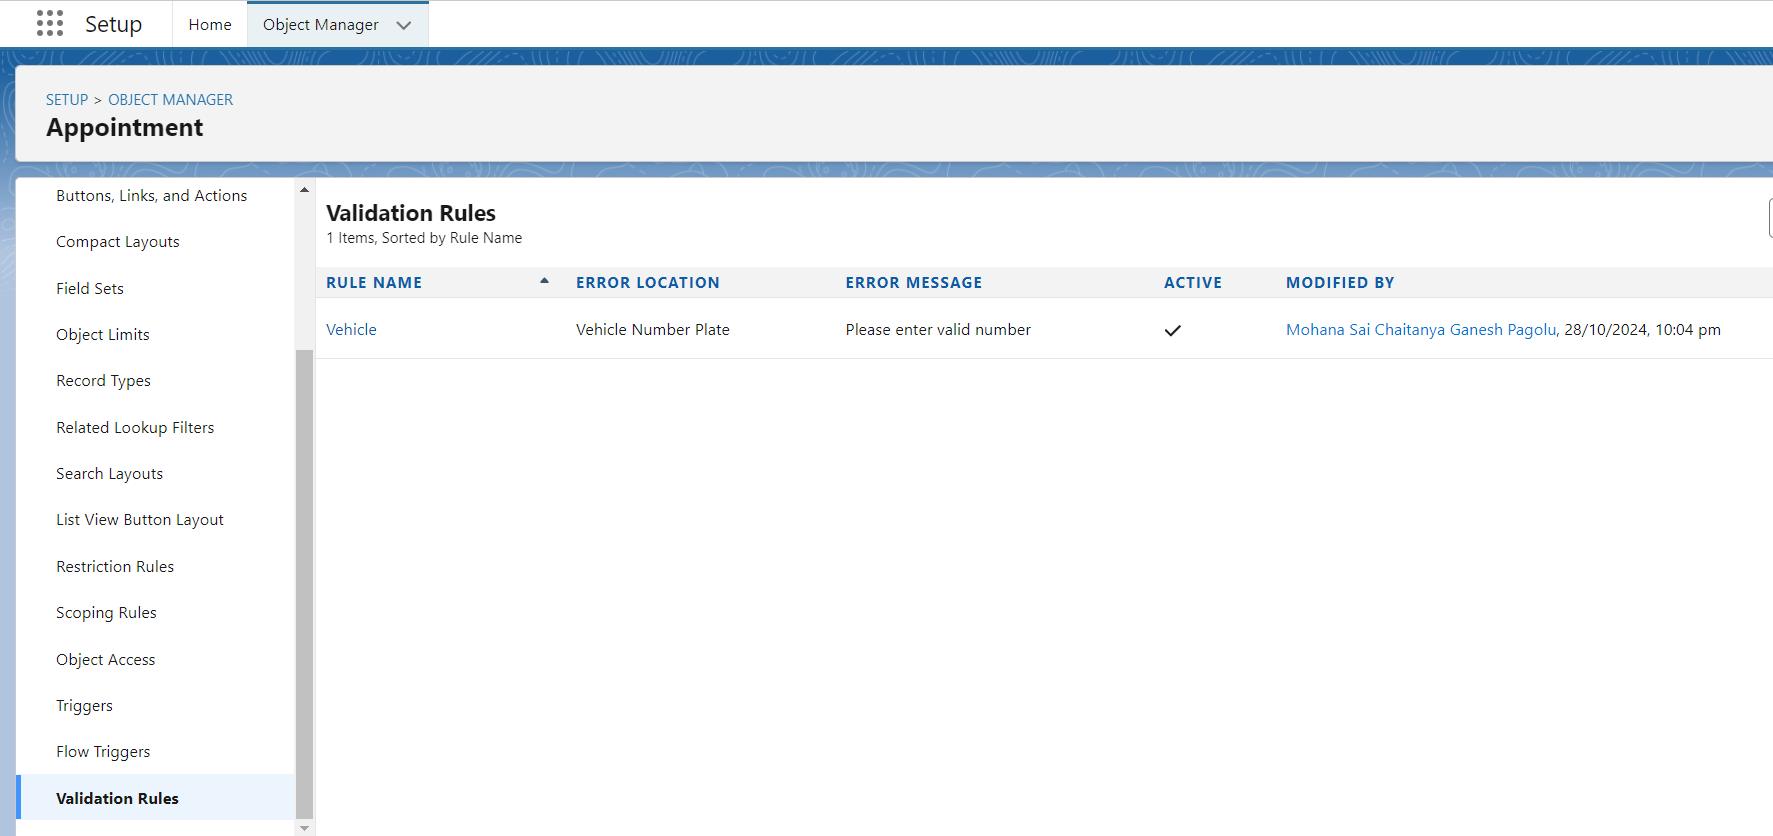 Setup
Home
Object Manager
SETUP > OBJECT MANAGER
Appointment
Buttons, Links, and Actions
Compact Layouts
Field Sets
Object Limits
Record Types
Related Lookup Filters
Search Layouts
List View Button Layout
Restriction Rules
Scoping Rules
Object Access
Triggers
Flow Triggers
Validation Rules
Validation Rules
1 Items, Sorted by Rule Name
RULE NAME ERROR LOCATION ERROR MESSAGE ACTIVE MODIFIED BY
Vehicle Vehicle Number Plate Please enter valid number Mohana Sai Chaitanya Ganesh Pagolu, 28/10/2024, 10:04 pm